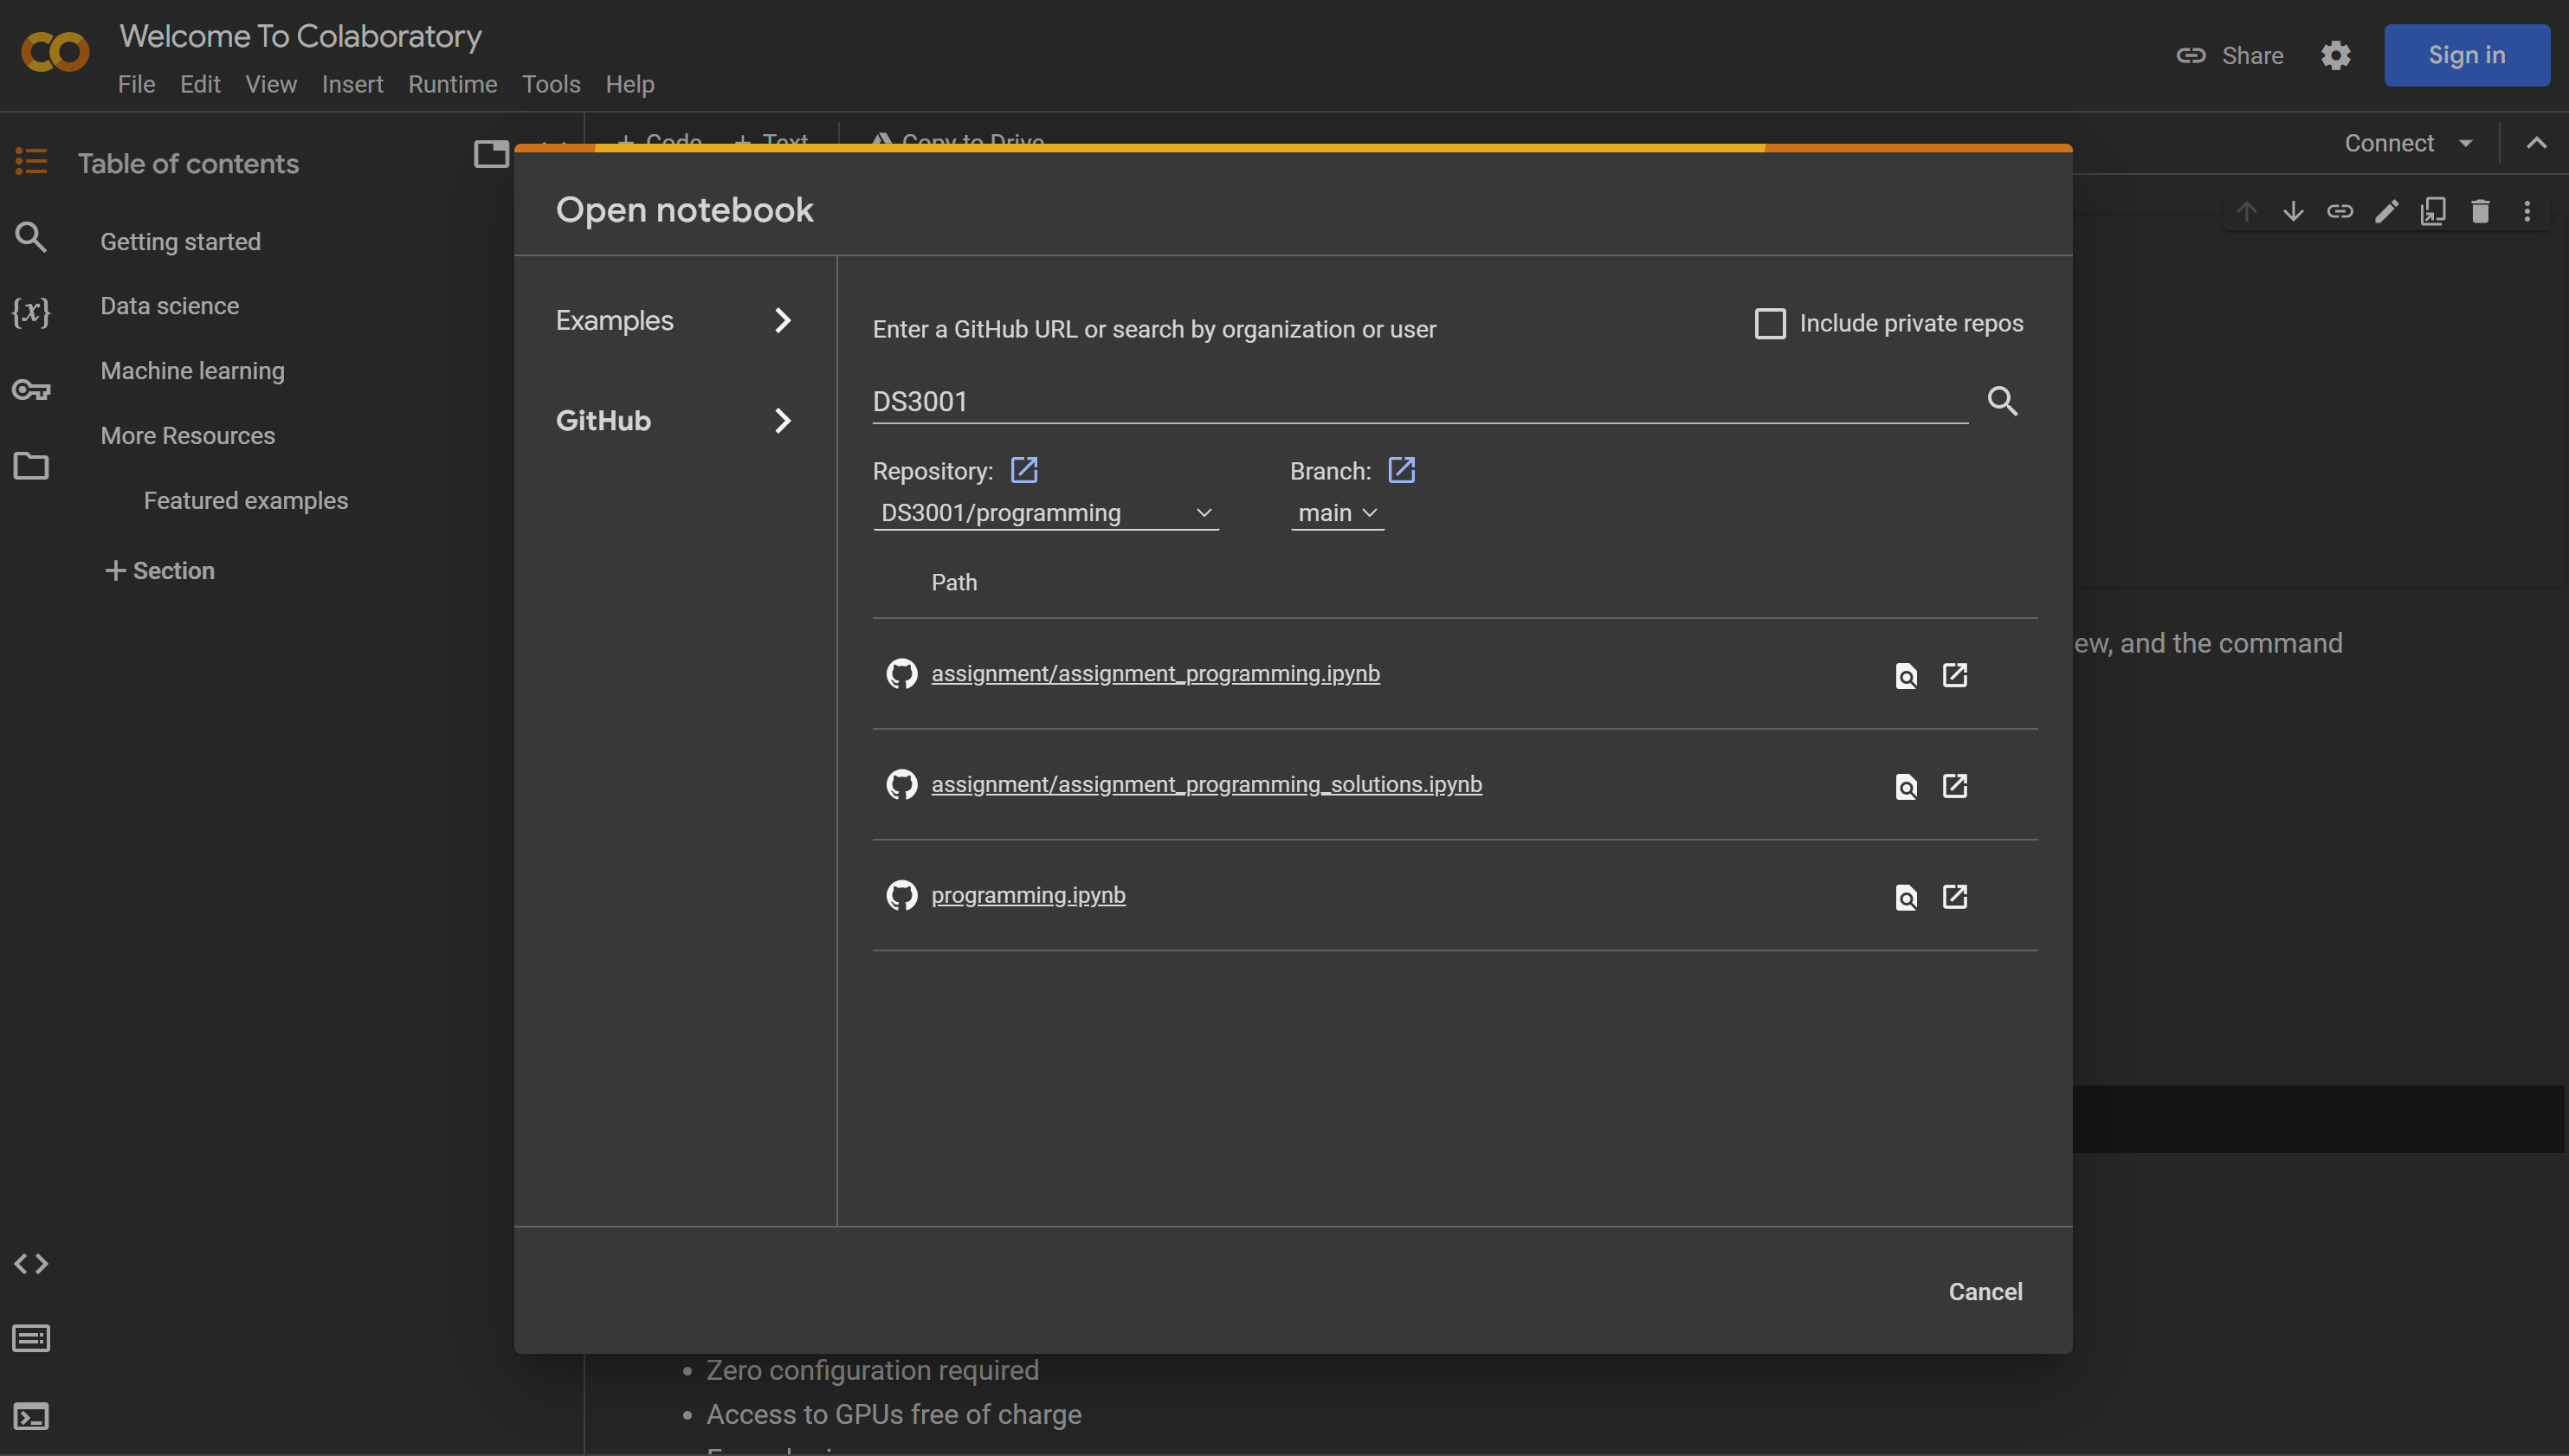 Welcome To Colaboratory
File Edit View Insert Runtime Tools Help
Share
Sign in
Table of contents
+ Code + Text Copy to Drive
Connect
Getting started
Data science
Machine learning
More Resources
Featured examples
+ Section
{x}
Open notebook
Examples
GitHub
Enter a GitHub URL or search by organization or user
Include private repos
DS3001
Repository:
Branch:
DS3001/programming
main
Path
assignment/assignment_programming.ipynb
assignment/assignment_programming_solutions.ipynb
programming.ipynb
Cancel
ew, and the command
• Zero configuration required
• Access to GPUs free of charge